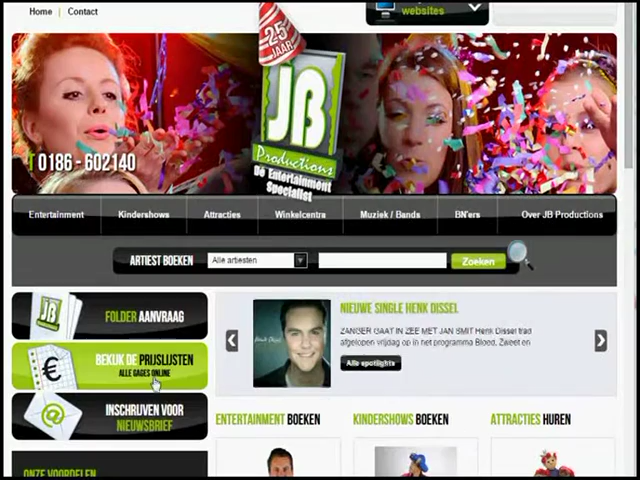 Home | Contact
websites
25
JAAR
JB
Productions
De Entertainment
Specialist
T 0186 - 602140
Entertainment
Kindershows
Attracties
Winkelcentra
Muziek / Bands
BN'ers
Over JB Productions
ARTIEST BOEKEN
Alle artiesten
Zoeken
JB
FOLDER AANVRAAG
€
BEKIJK DE PRIJSLIJSTEN
ALLE GAGES ONLINE
@
INSCHRIJVEN VOOR
NIEUWSBRIEF
NIEUWE SINGLE HENK DISSEL
ZANGER GAAT IN ZEE MET JAN SMIT Henk Dissel trad
afgelopen vrijdag op in het programma Bloed, Zweet en
Alle spotlights
ENTERTAINMENT BOEKEN
KINDERSHOWS BOEKEN
ATTRACTIES HUREN
ONZE VOORDELEN